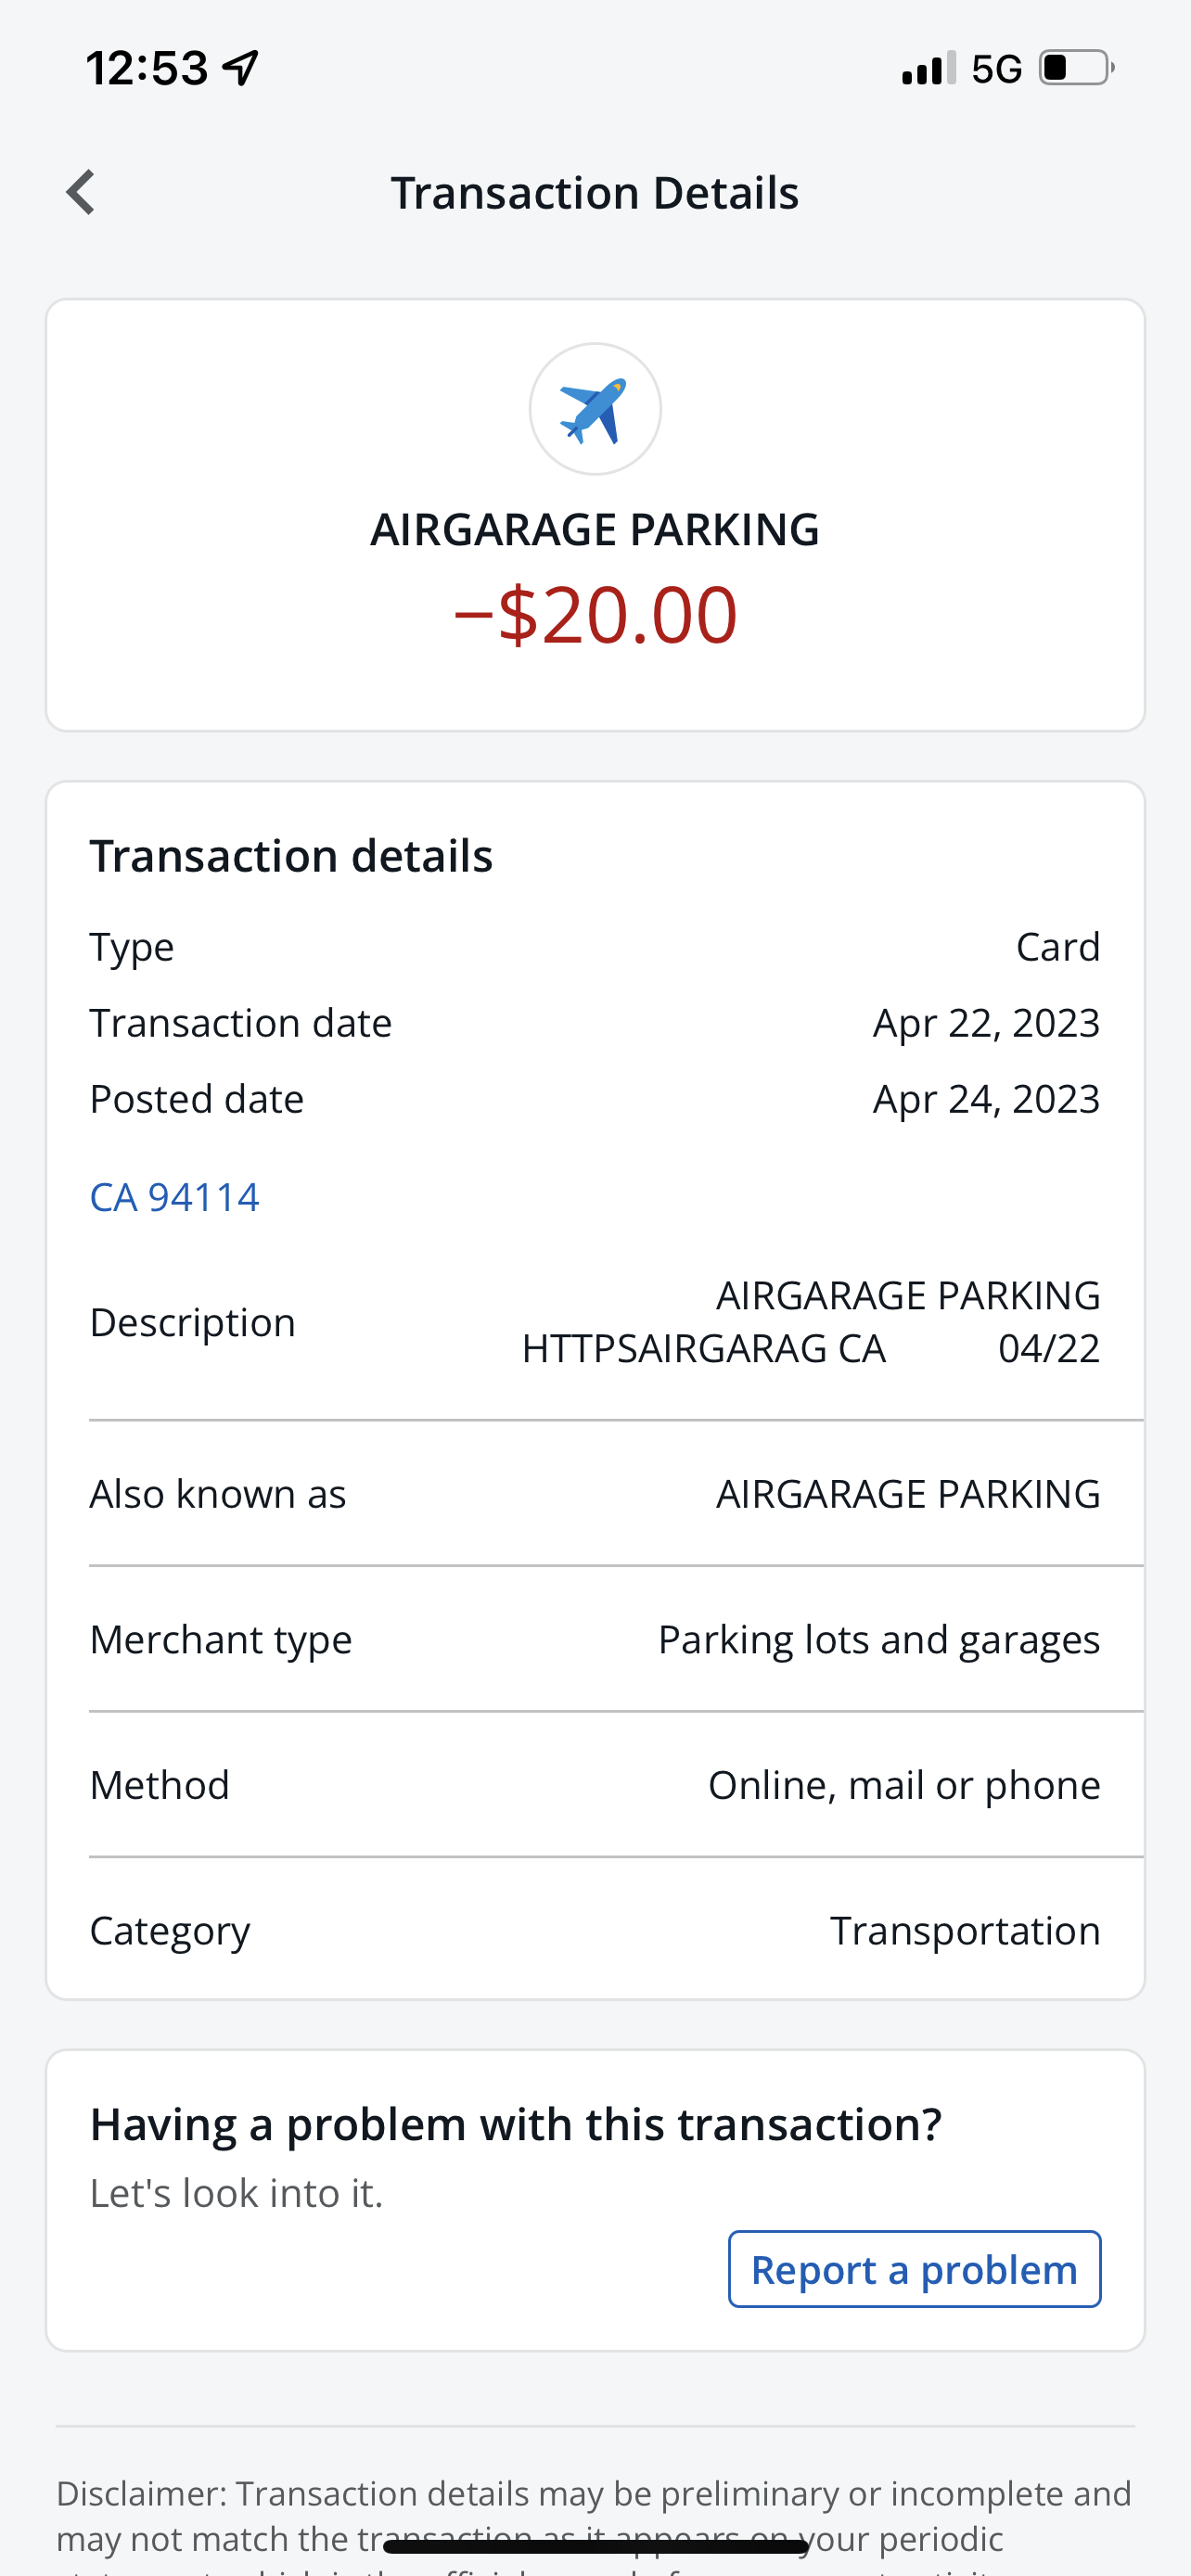 12:53
5G
Transaction Details
AIRGARAGE PARKING
–$20.00
Transaction details
Type Card
Transaction date Apr 22, 2023
Posted date Apr 24, 2023
CA 94114
Description AIRGARAGE PARKING
HTTPSAIRGARAG CA 04/22
Also known as AIRGARAGE PARKING
Merchant type Parking lots and garages
Method Online, mail or phone
Category Transportation
Having a problem with this transaction?
Let's look into it.
Report a problem
Disclaimer: Transaction details may be preliminary or incomplete and
may not match the transaction as it appears on your periodic